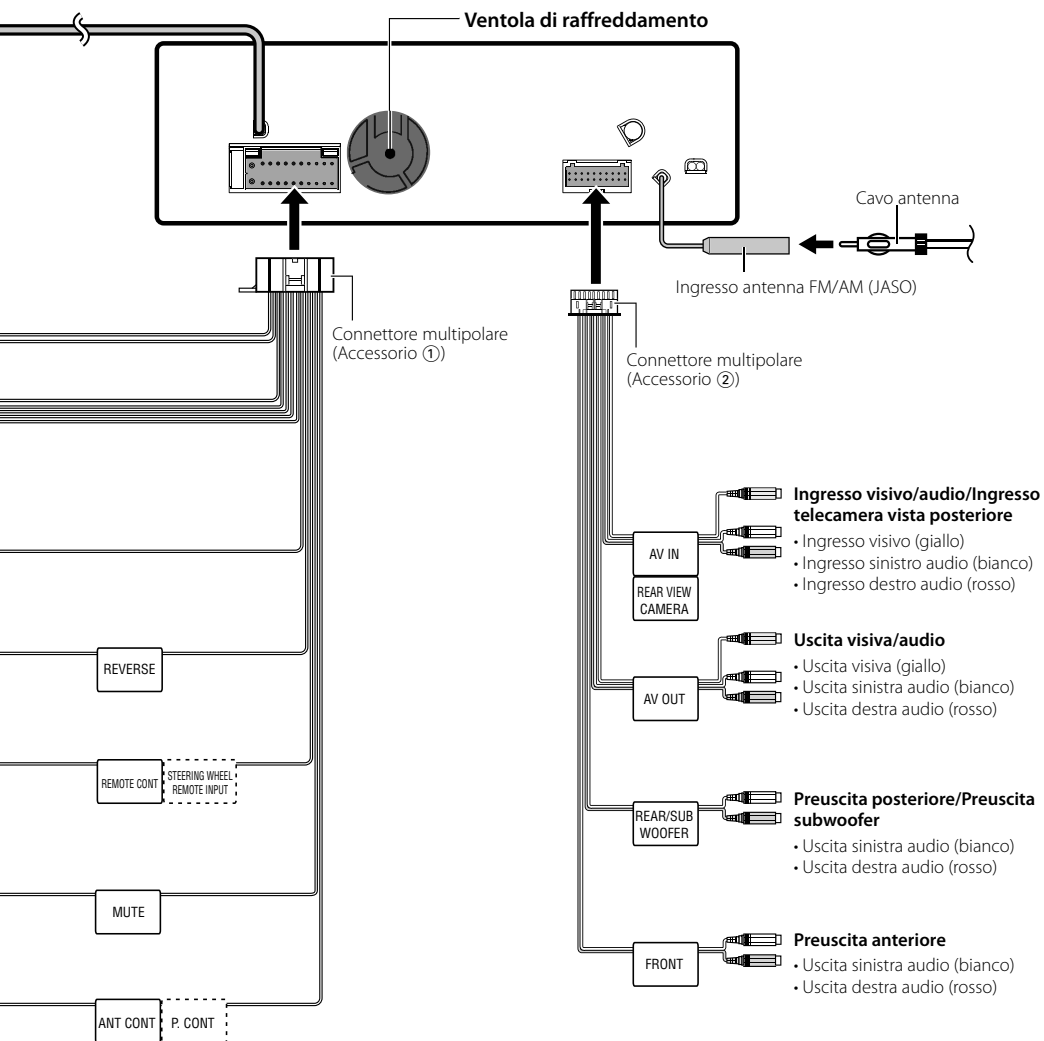 Ventola di raffreddamento
Cavo antenna
Ingresso antenna FM/AM (JASO)
Connettore multipolare
(Accessorio ①)
Connettore multipolare
(Accessorio ②)
AV IN
REAR VIEW
CAMERA
Ingresso visivo/audio/Ingresso
telecamera vista posteriore
• Ingresso visivo (giallo)
• Ingresso sinistro audio (bianco)
• Ingresso destro audio (rosso)
REVERSE
AV OUT
Uscita visiva/audio
• Uscita visiva (giallo)
• Uscita sinistra audio (bianco)
• Uscita destra audio (rosso)
REMOTE CONT
STEERING WHEEL
REMOTE INPUT
REAR/SUB
WOOFER
Preuscita posteriore/Preuscita
subwoofer
• Uscita sinistra audio (bianco)
• Uscita destra audio (rosso)
MUTE
FRONT
Preuscita anteriore
• Uscita sinistra audio (bianco)
• Uscita destra audio (rosso)
ANT CONT
P. CONT